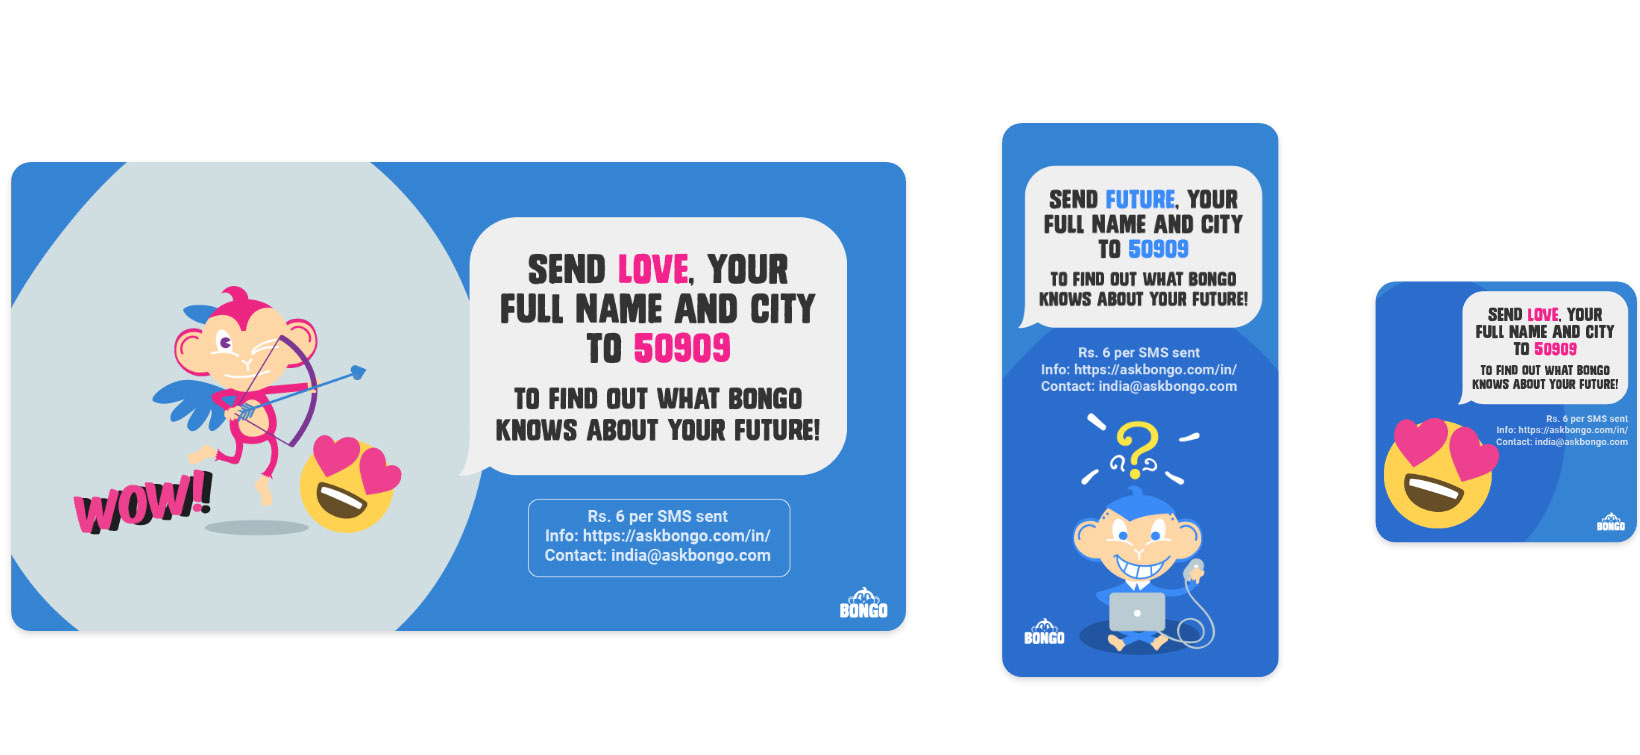 SEND LOVE, YOUR
FULL NAME AND CITY
TO 50909
TO FIND OUT WHAT BONGO
KNOWS ABOUT YOUR FUTURE!
WOW!!
Rs. 6 per SMS sent
Info: https://askbongo.com/in/
Contact: india@askbongo.com
BONGO
SEND FUTURE, YOUR
FULL NAME AND CITY
TO 50909
TO FIND OUT WHAT BONGO
KNOWS ABOUT YOUR FUTURE!
Rs. 6 per SMS sent
Info: https://askbongo.com/in/
Contact: india@askbongo.com
???
BONGO
SEND LOVE, YOUR
FULL NAME AND CITY
TO 50909
TO FIND OUT WHAT BONGO
KNOWS ABOUT YOUR FUTURE!
Rs. 6 per SMS sent
Info: https://askbongo.com/in/
Contact: india@askbongo.com
BONGO